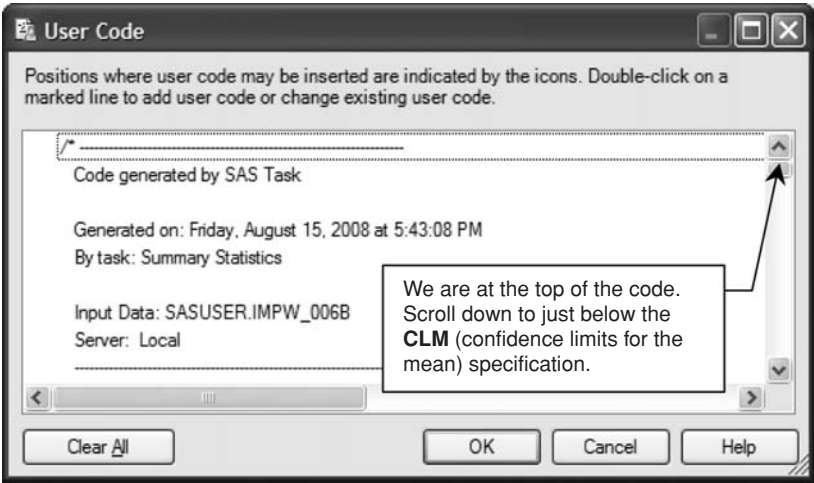 User Code
Positions where user code may be inserted are indicated by the icons. Double-click on a
marked line to add user code or change existing user code.
/* ------------------------------------------------------------
Code generated by SAS Task
Generated on: Friday, August 15, 2008 at 5:43:08 PM
By task: Summary Statistics
Input Data: SASUSER.IMPW_006B
Server: Local
------------------------------------------------------------
We are at the top of the code.
Scroll down to just below the
CLM (confidence limits for the
mean) specification.
Clear All
OK
Cancel
Help